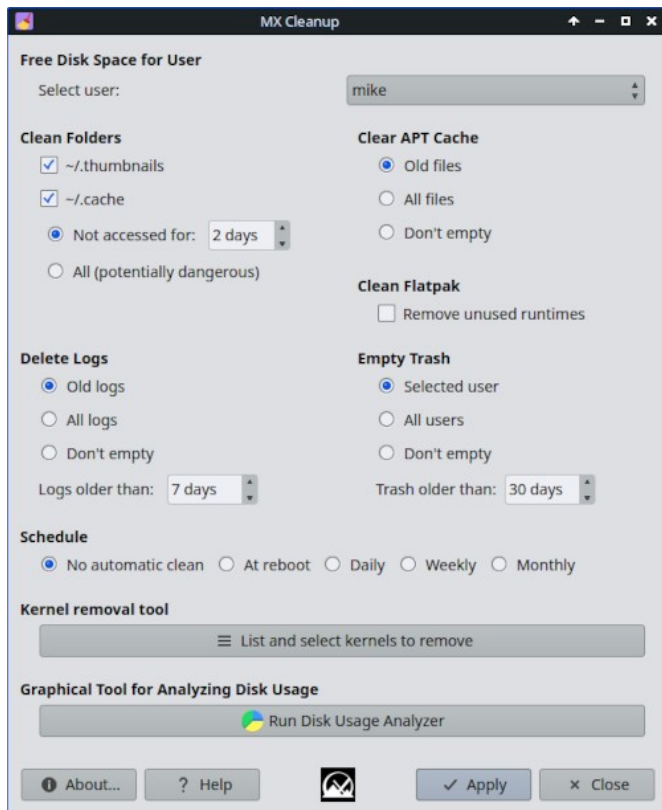 MX Cleanup
Free Disk Space for User
Select user: mike
Clean Folders
~/.thumbnails
~/.cache
Not accessed for: 2 days
All (potentially dangerous)
Clear APT Cache
Old files
All files
Don't empty
Clean Flatpak
Remove unused runtimes
Delete Logs
Old logs
All logs
Don't empty
Logs older than: 7 days
Empty Trash
Selected user
All users
Don't empty
Trash older than: 30 days
Schedule
No automatic clean At reboot Daily Weekly Monthly
Kernel removal tool
List and select kernels to remove
Graphical Tool for Analyzing Disk Usage
Run Disk Usage Analyzer
About... ? Help Apply Close